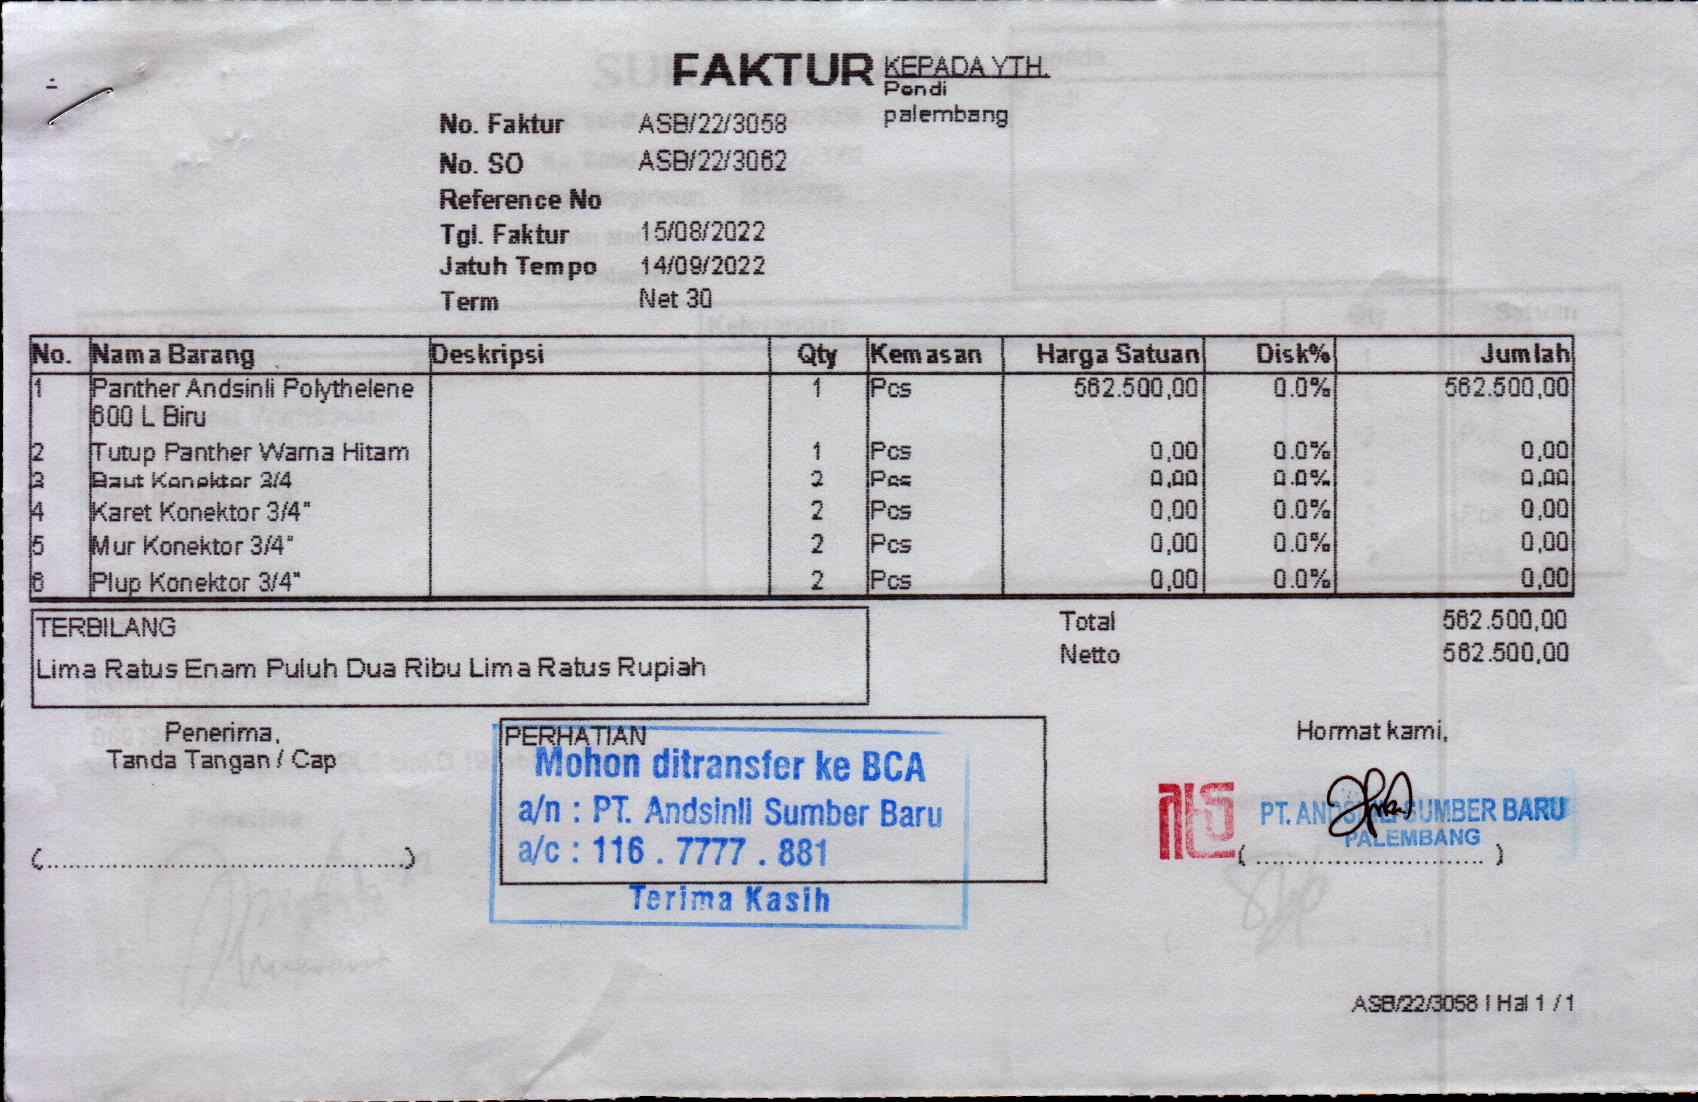 FAKTUR
KEPADA YTH.
Pendi
palembang
No. Faktur ASB/22/3058
No. SO ASB/22/3062
Reference No
Tgl. Faktur 15/08/2022
Jatuh Tempo 14/09/2022
Term Net 30
No. Nama Barang Deskripsi Qty Kemasan Harga Satuan Disk% Jumlah
1 Panther Andsinli Polythelene 1 Pcs 562.500,00 0.0% 562.500,00
600 L Biru
2 Tutup Panther Warna Hitam 1 Pcs 0,00 0.0% 0,00
3 Baut Konektor 3/4 2 Pcs 0,00 0.0% 0,00
4 Karet Konektor 3/4" 2 Pcs 0,00 0.0% 0,00
5 Mur Konektor 3/4" 2 Pcs 0,00 0.0% 0,00
6 Plup Konektor 3/4" 2 Pcs 0,00 0.0% 0,00
TERBILANG
Lima Ratus Enam Puluh Dua Ribu Lima Ratus Rupiah
Total 562.500,00
Netto 562.500,00
Penerima,
Tanda Tangan / Cap
(....................................................)
PERHATIAN
Mohon ditransfer ke BCA
a/n : PT. Andsinli Sumber Baru
a/c : 116 . 7777 . 881
Terima Kasih
Hormat kami,
PT. ANDSINLI SUMBER BARU
PALEMBANG
(................................)
ASB/22/3058 | Hal 1 / 1